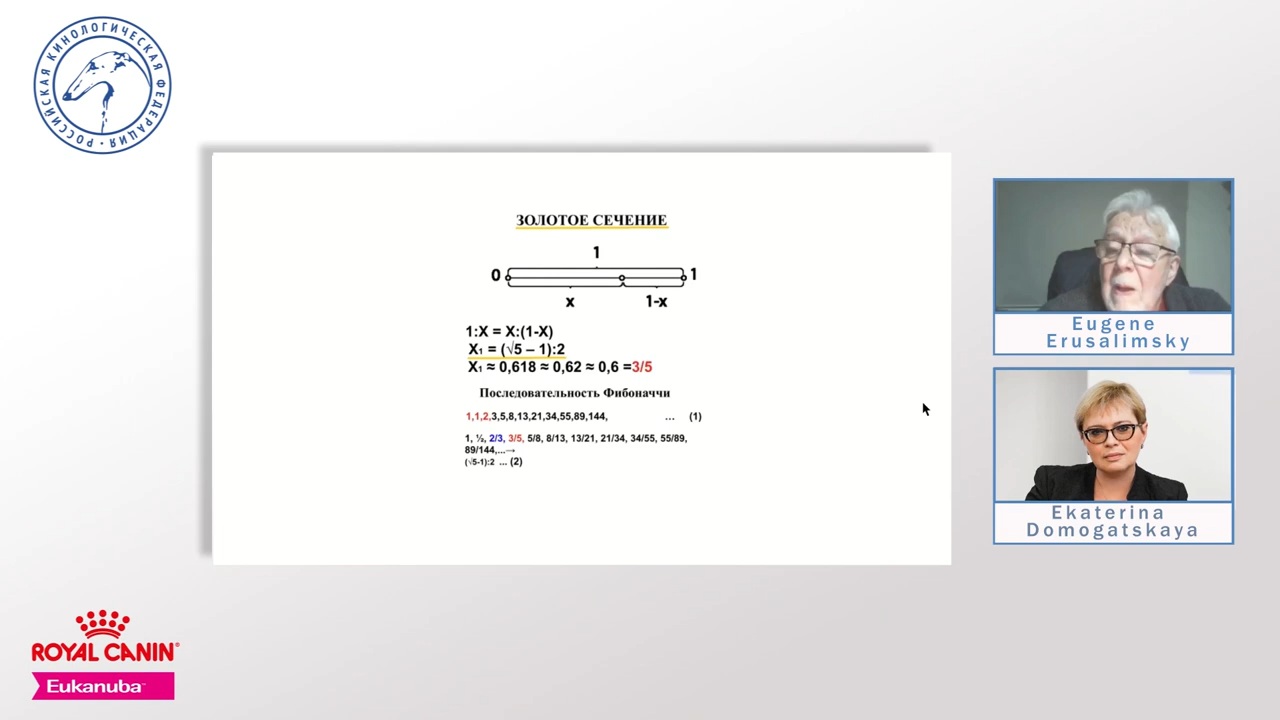 РОССИЙСКАЯ КИНОЛОГИЧЕСКАЯ ФЕДЕРАЦИЯ
ЗОЛОТОЕ СЕЧЕНИЕ
1
0 1
x 1-x
1:X = X:(1-X)
X₁ = (√5 – 1):2
X₁ ≈ 0,618 ≈ 0,62 ≈ 0,6 =3/5
Последовательность Фибоначчи
1,1,2,3,5,8,13,21,34,55,89,144, ... (1)
1, ½, 2/3, 3/5, 5/8, 8/13, 13/21, 21/34, 34/55, 55/89,
89/144,...→
(√5-1):2 ... (2)
Eugene
Erusalimsky
Ekaterina
Domogatskaya
ROYAL CANIN
Eukanuba